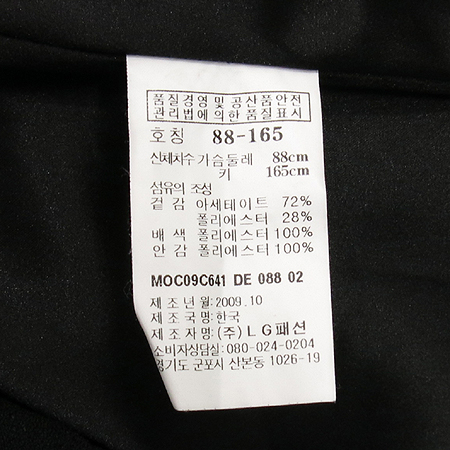 품질경영 및 공산품안전
관리법에의한 품질표시
호칭 88-165
신체치수 가슴둘레 88cm
키 165cm
섬유의 조성
겉감 아세테이트 72%
폴리에스터 28%
배색 폴리에스터 100%
안감 폴리에스터 100%
MOC09C641 DE 088 02
제조년월:2009.10
제조국명:한국
제조자명:(주)LG패션
소비자상담실:080-024-0204
경기도 군포시 산본동 1026-19